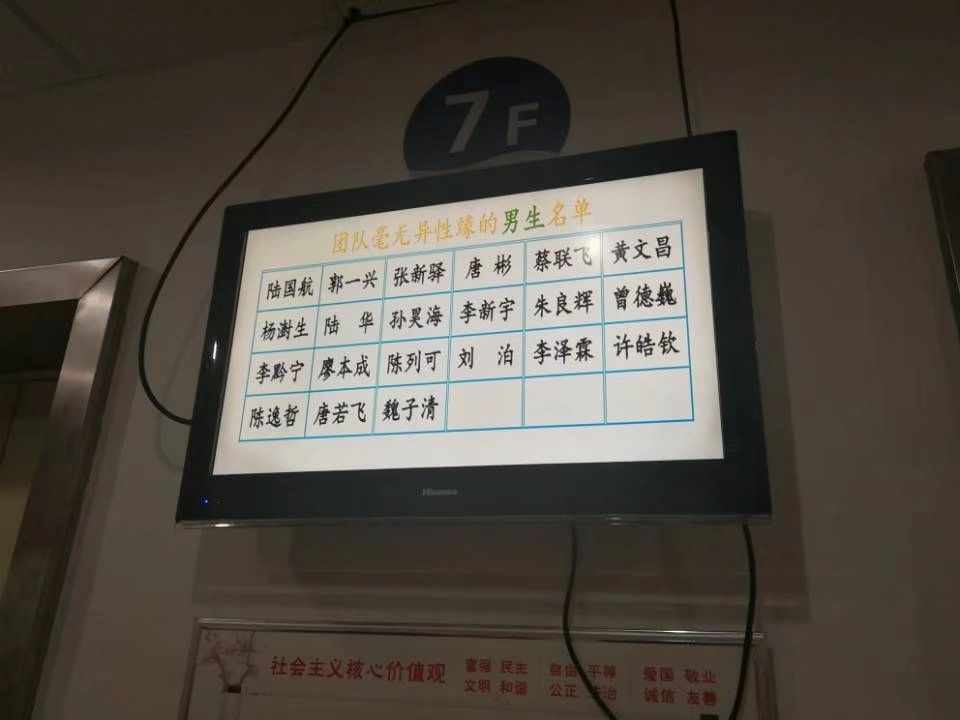 7F
团队毫无异性缘的男生名单
陆国航 郭一兴 张新驿 唐 彬 蔡联飞 黄文昌
杨澍生 陆 华 孙昊海 李新宇 朱良辉 曾德巍
李黔宁 廖本成 陈列可 刘 泊 李泽霖 许皓钦
陈逸哲 唐若飞 魏子清
Hisense
社会主义核心价值观
富强 民主 自由 平等 爱国 敬业
文明 和谐 公正 法治 诚信 友善